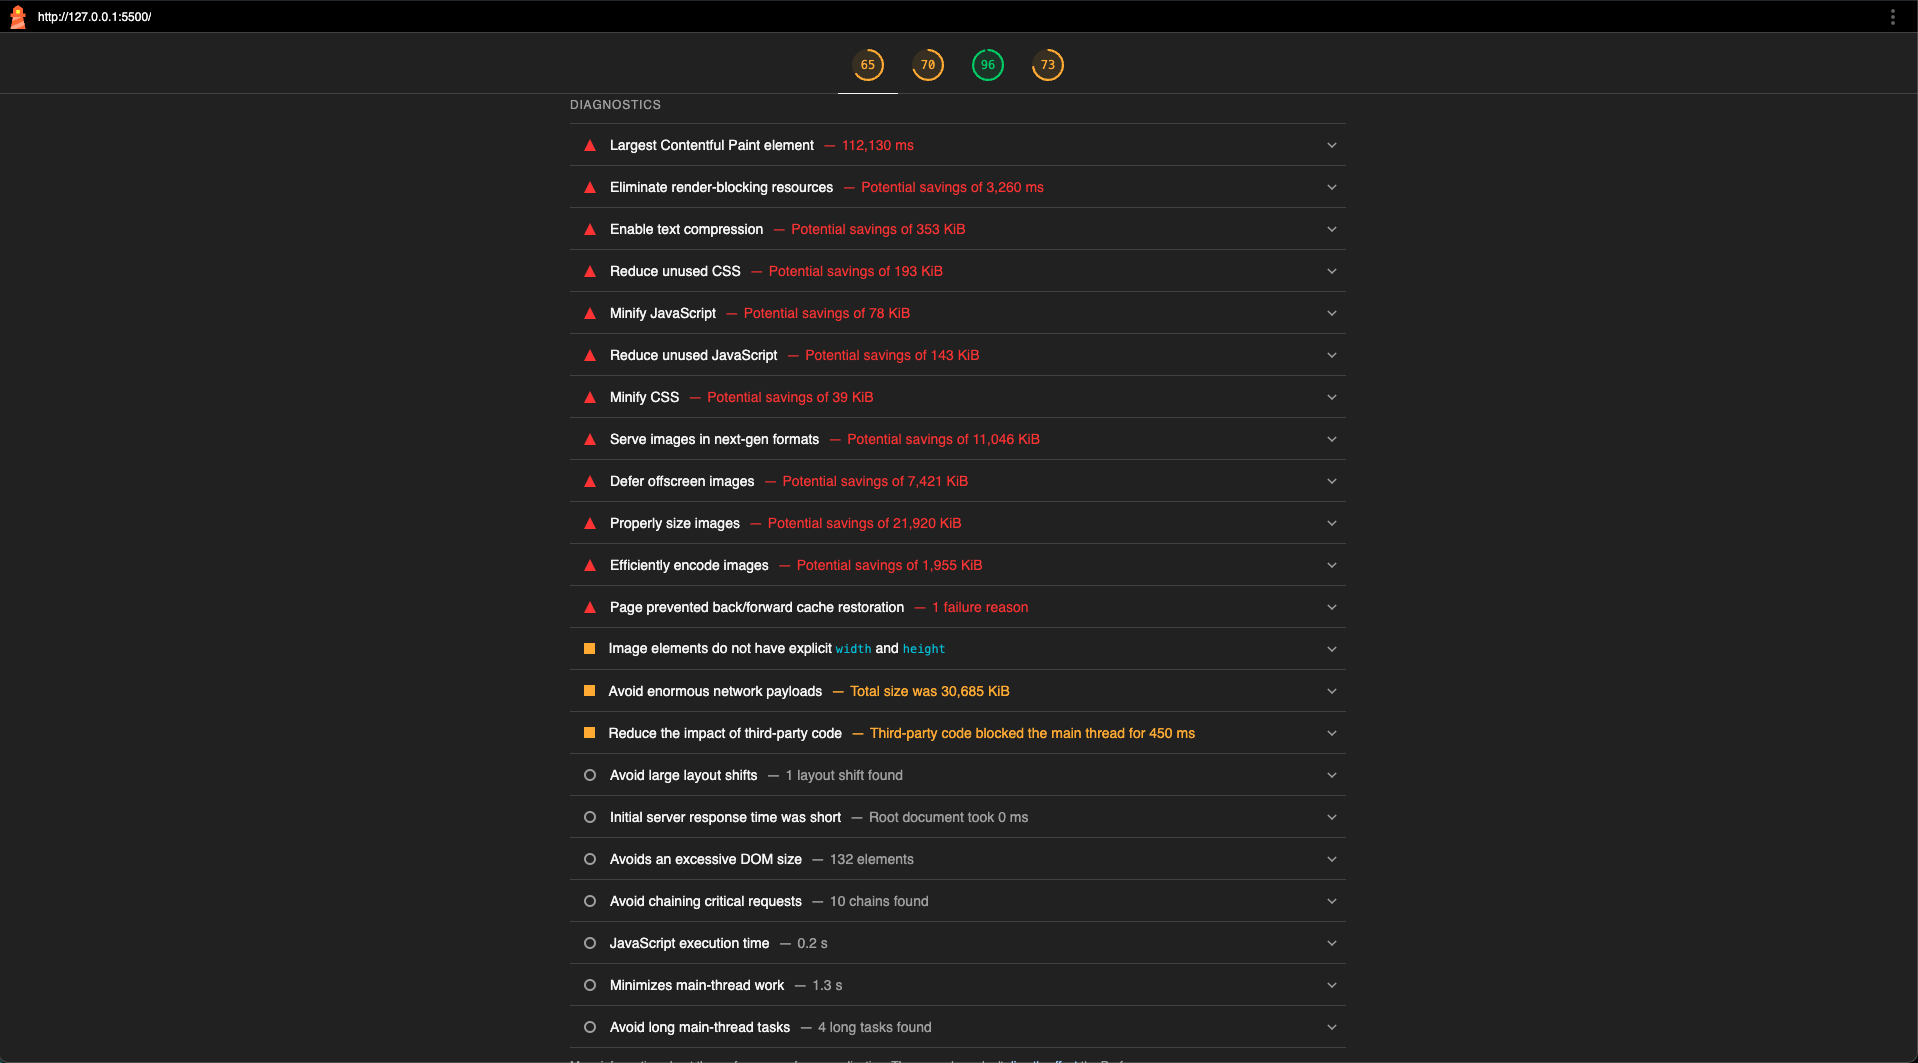 http://127.0.0.1:5500/
65 70 96 73
DIAGNOSTICS
Largest Contentful Paint element — 112,130 ms
Eliminate render-blocking resources — Potential savings of 3,260 ms
Enable text compression — Potential savings of 353 KiB
Reduce unused CSS — Potential savings of 193 KiB
Minify JavaScript — Potential savings of 78 KiB
Reduce unused JavaScript — Potential savings of 143 KiB
Minify CSS — Potential savings of 39 KiB
Serve images in next-gen formats — Potential savings of 11,046 KiB
Defer offscreen images — Potential savings of 7,421 KiB
Properly size images — Potential savings of 21,920 KiB
Efficiently encode images — Potential savings of 1,955 KiB
Page prevented back/forward cache restoration — 1 failure reason
Image elements do not have explicit width and height
Avoid enormous network payloads — Total size was 30,685 KiB
Reduce the impact of third-party code — Third-party code blocked the main thread for 450 ms
Avoid large layout shifts — 1 layout shift found
Initial server response time was short — Root document took 0 ms
Avoids an excessive DOM size — 132 elements
Avoid chaining critical requests — 10 chains found
JavaScript execution time — 0.2 s
Minimizes main-thread work — 1.3 s
Avoid long main-thread tasks — 4 long tasks found